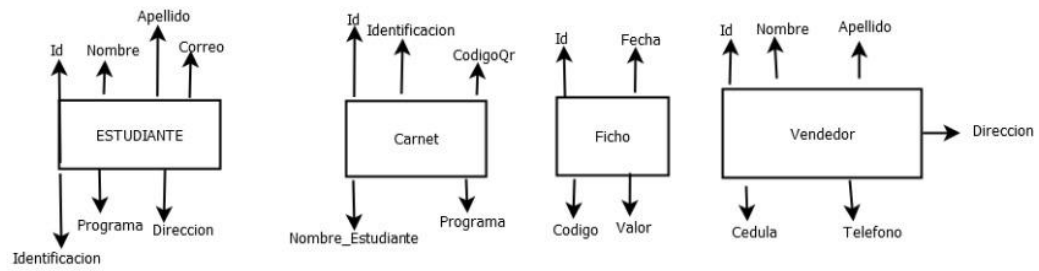 Apellido
Id
Nombre
Correo
ESTUDIANTE
Programa
Direccion
Identificacion
Id
Identificacion
CodigoQr
Carnet
Nombre_Estudiante
Programa
Id
Fecha
Ficho
Codigo
Valor
Id
Nombre
Apellido
Vendedor
Direccion
Cedula
Telefono